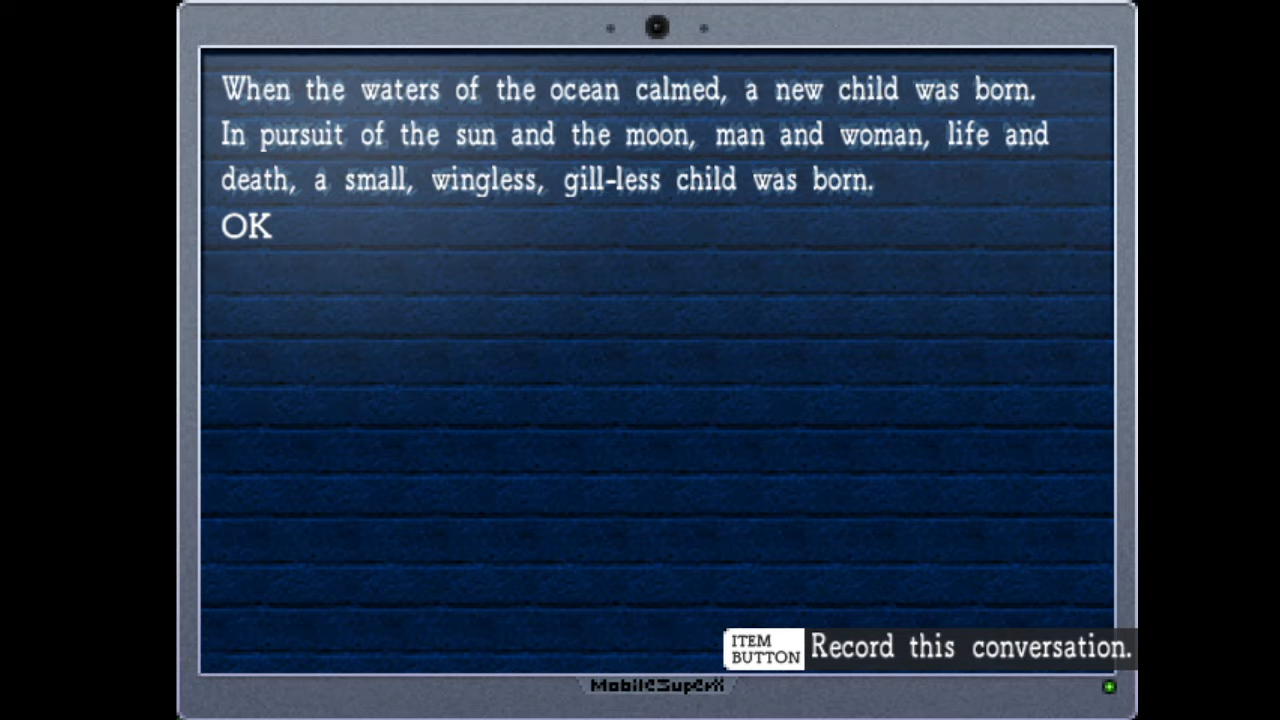 When the waters of the ocean calmed, a new child was born.
In pursuit of the sun and the moon, man and woman, life and
death, a small, wingless, gill-less child was born.
OK
ITEM
BUTTON
Record this conversation.
MobileSuperX